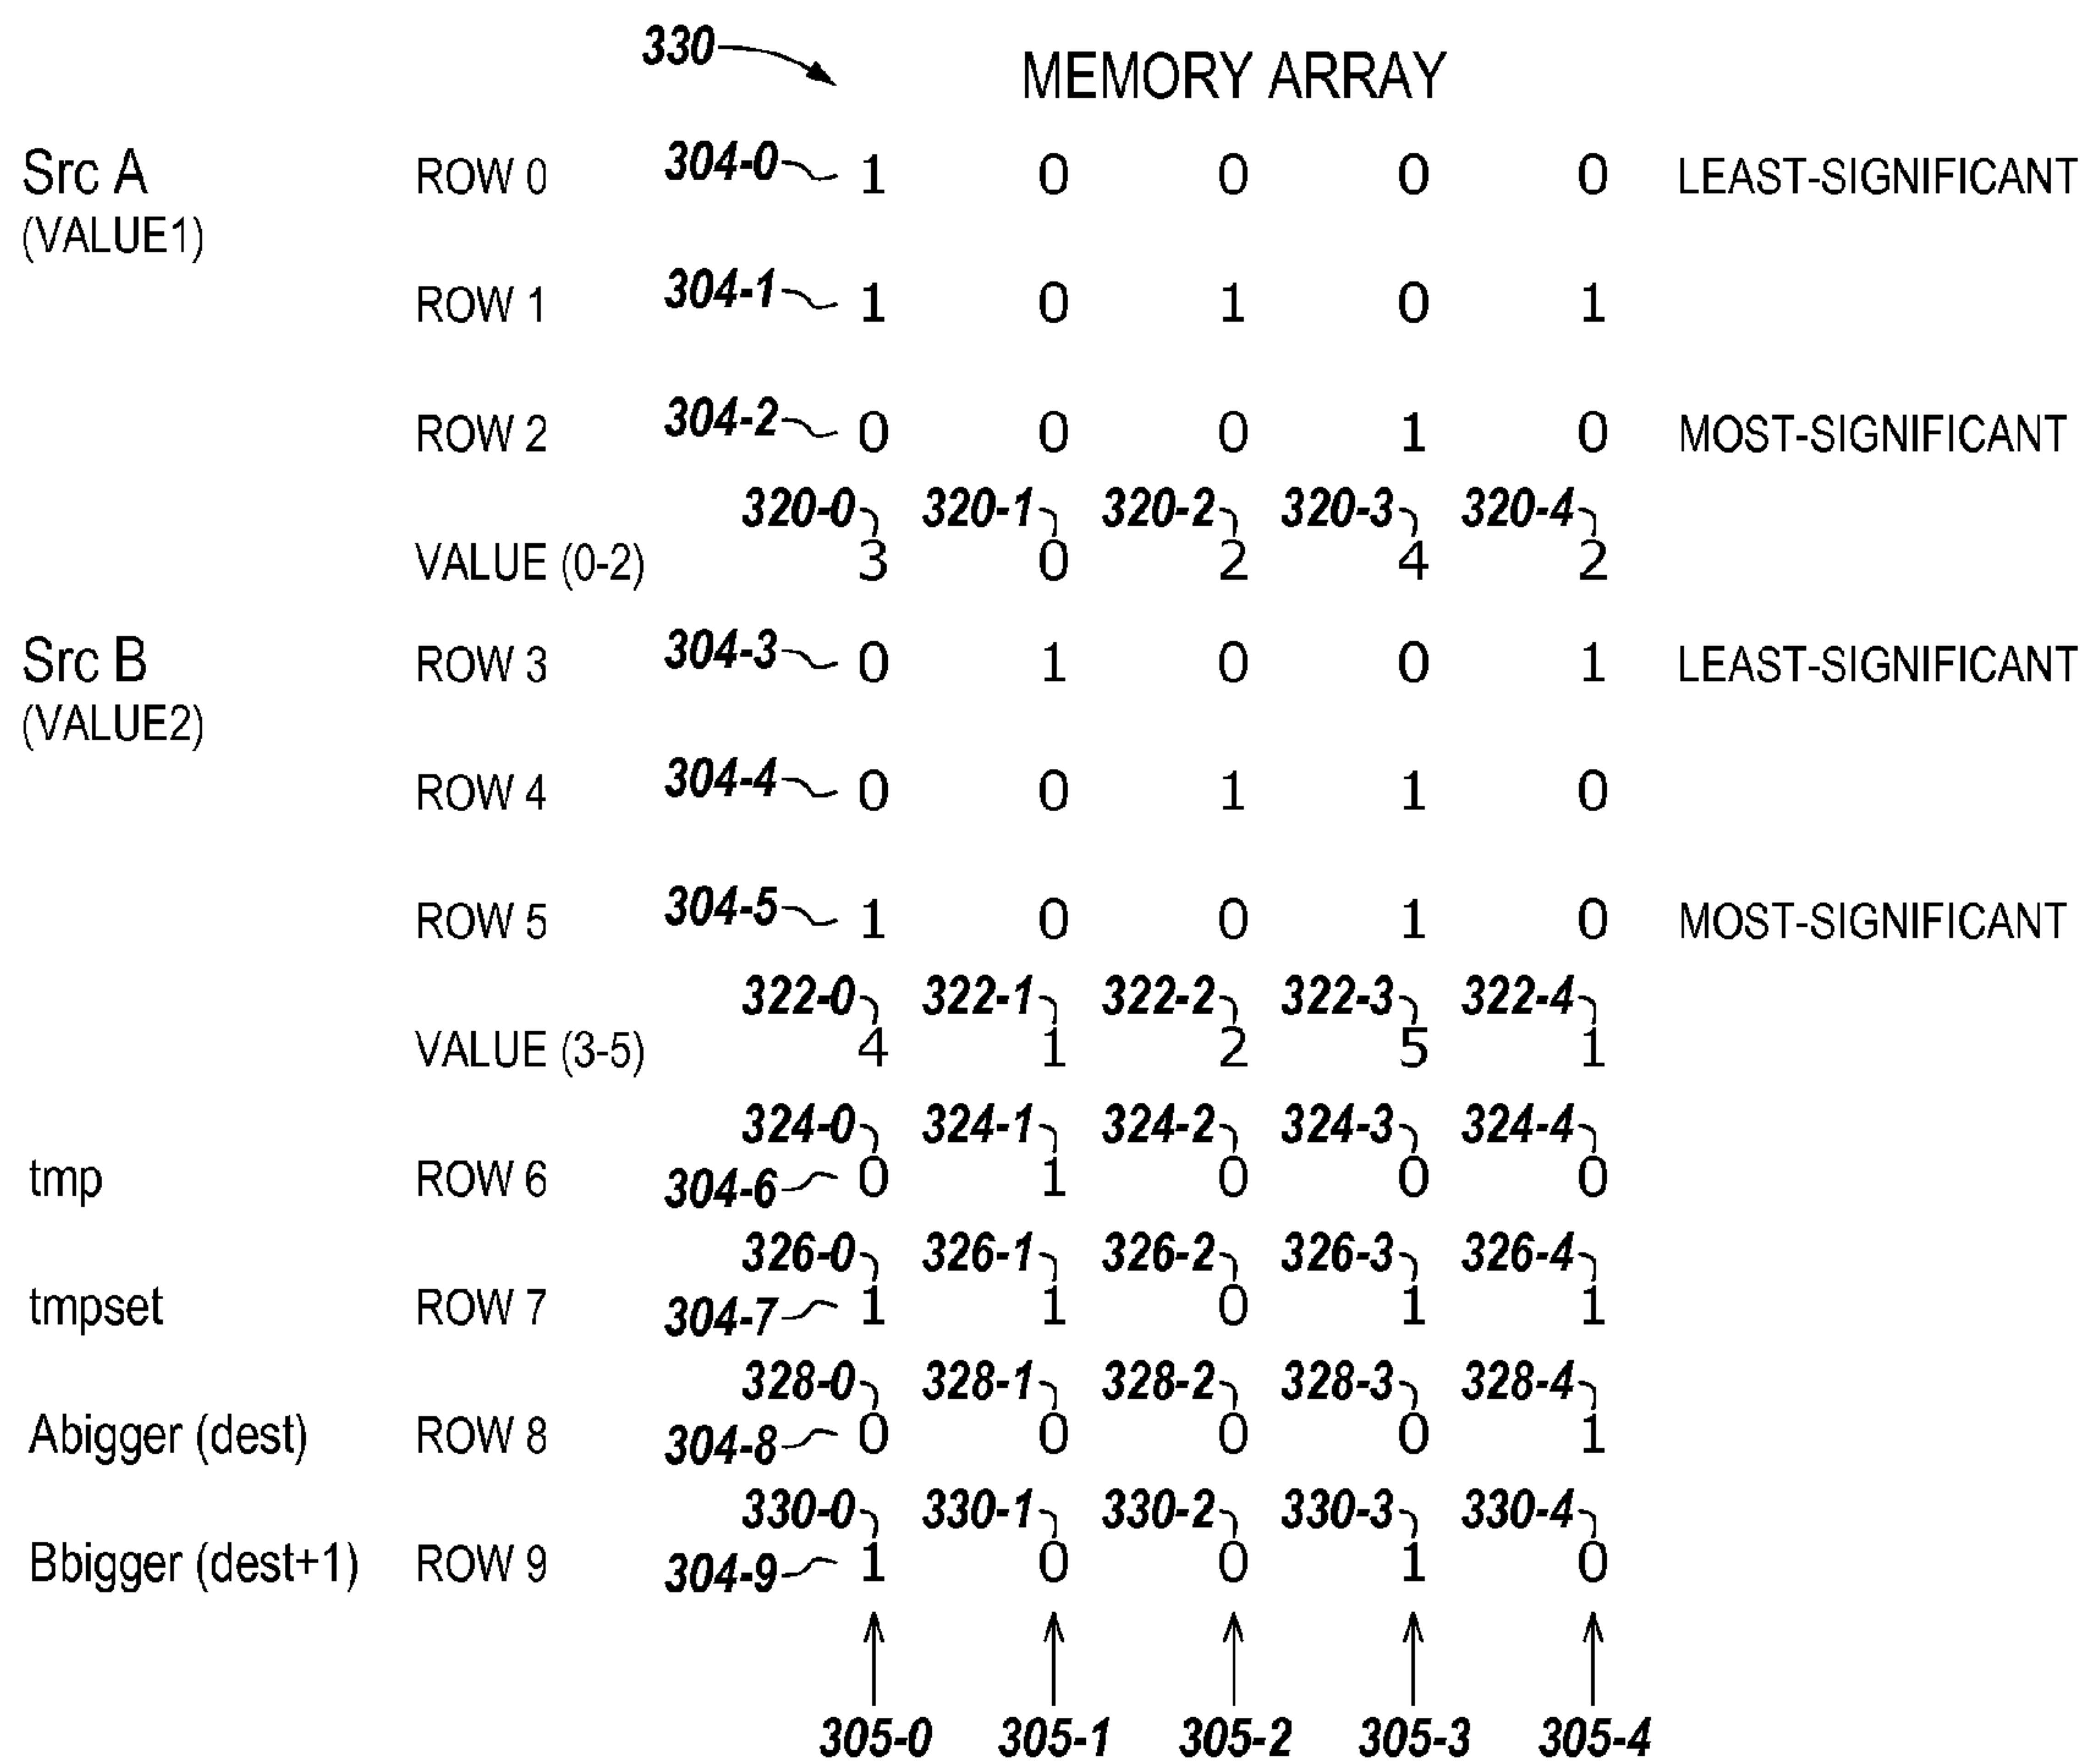 330 MEMORY ARRAY
Src A ROW 0 304-0 1 0 0 0 0 LEAST-SIGNIFICANT
(VALUE1)
ROW 1 304-1 1 0 1 0 1
ROW 2 304-2 0 0 0 1 0 MOST-SIGNIFICANT
320-0 320-1 320-2 320-3 320-4
VALUE (0-2) 3 0 2 4 2
Src B ROW 3 304-3 0 1 0 0 1 LEAST-SIGNIFICANT
(VALUE2)
ROW 4 304-4 0 0 1 1 0
ROW 5 304-5 1 0 0 1 0 MOST-SIGNIFICANT
322-0 322-1 322-2 322-3 322-4
VALUE (3-5) 4 1 2 5 1
324-0 324-1 324-2 324-3 324-4
tmp ROW 6 304-6 0 1 0 0 0
326-0 326-1 326-2 326-3 326-4
tmpset ROW 7 304-7 1 1 0 1 1
328-0 328-1 328-2 328-3 328-4
Abigger (dest) ROW 8 304-8 0 0 0 0 1
330-0 330-1 330-2 330-3 330-4
Bbigger (dest+1) ROW 9 304-9 1 0 0 1 0
305-0 305-1 305-2 305-3 305-4